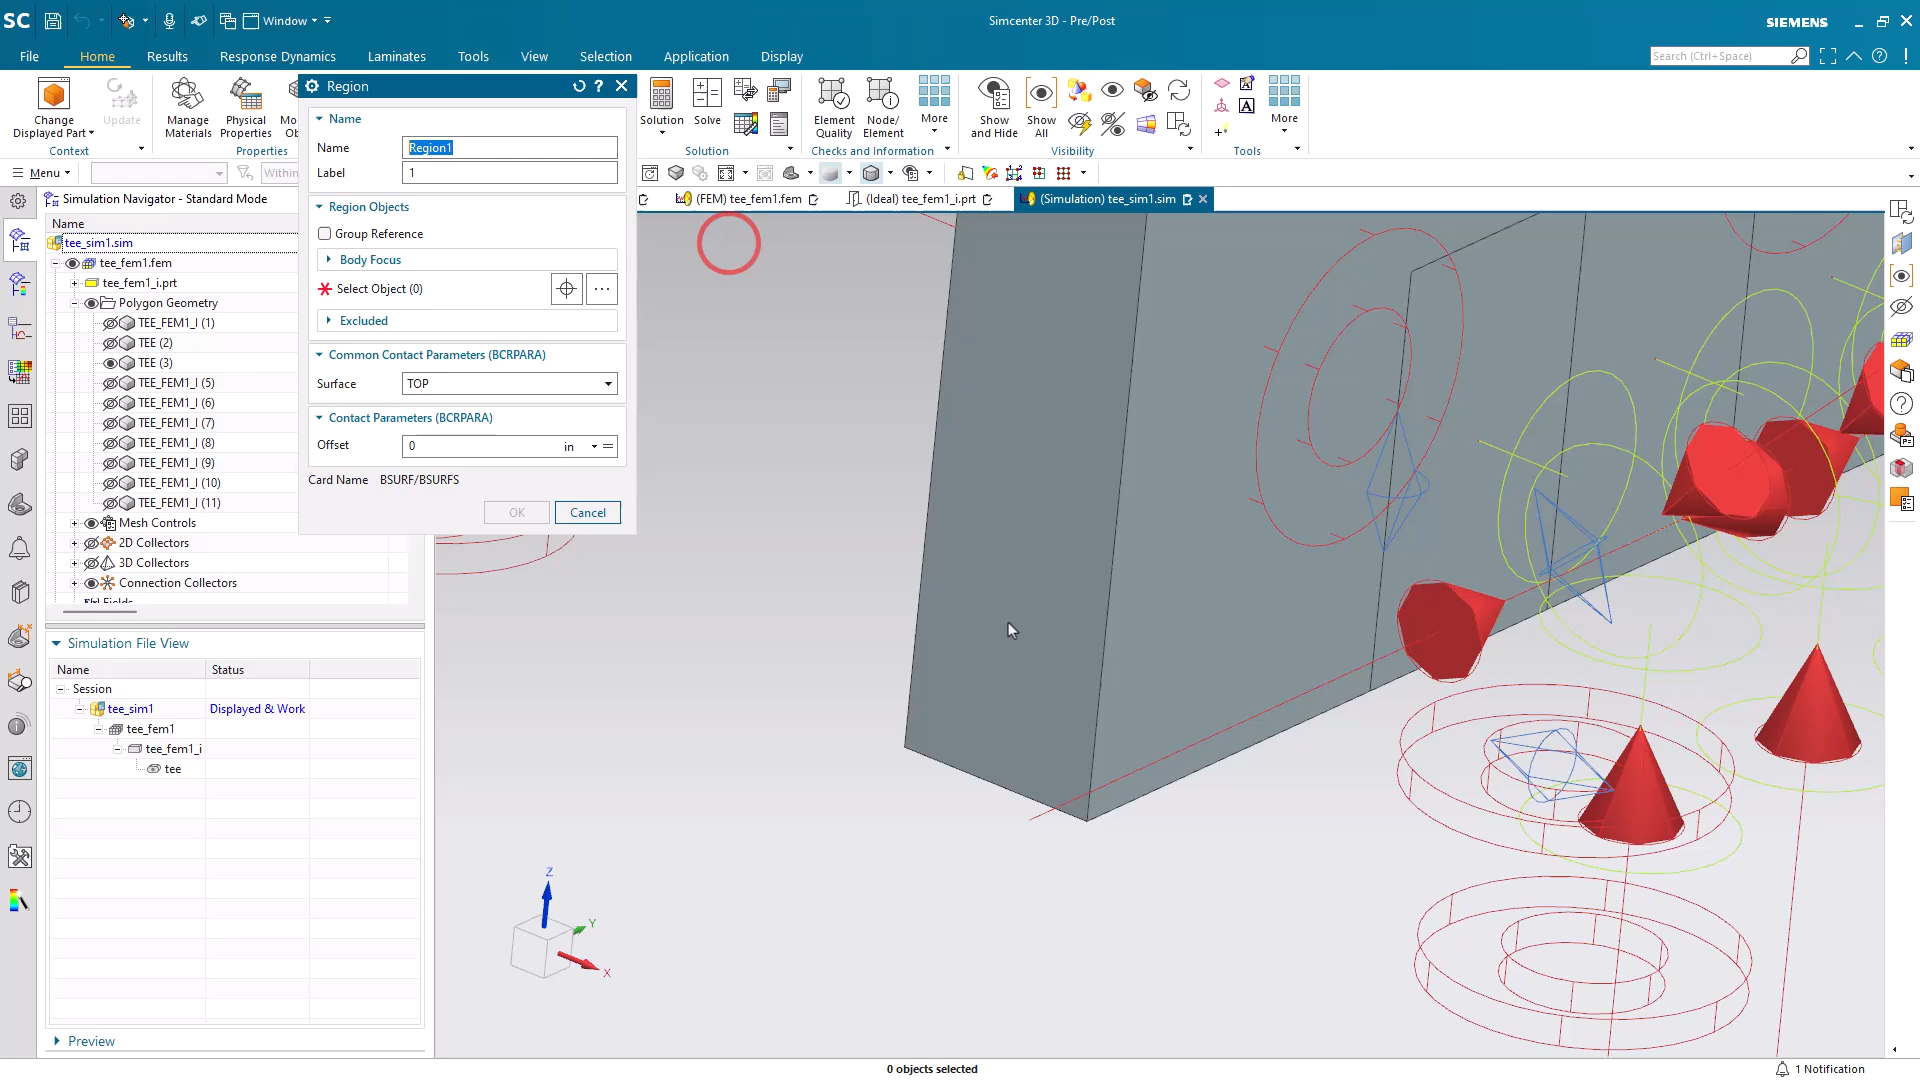 SC
Window
Simcenter 3D - Pre/Post
SIEMENS
File Home Results Response Dynamics Laminates Tools View Selection Application Display
Search (Ctrl+Space)
Change Displayed Part
Update
Context
Manage Materials
Physical Properties
Properties
Solution
Solve
Solution
Element Quality
Node/ Element
More
Checks and Information
Show and Hide
Show All
Visibility
More
Tools
Menu
Within
(FEM) tee_fem1.fem
(Ideal) tee_fem1_i.prt
(Simulation) tee_sim1.sim
Simulation Navigator - Standard Mode
Name
tee_sim1.sim
tee_fem1.fem
tee_fem1_i.prt
Polygon Geometry
TEE_FEM1_I (1)
TEE (2)
TEE (3)
TEE_FEM1_I (5)
TEE_FEM1_I (6)
TEE_FEM1_I (7)
TEE_FEM1_I (8)
TEE_FEM1_I (9)
TEE_FEM1_I (10)
TEE_FEM1_I (11)
Mesh Controls
2D Collectors
3D Collectors
Connection Collectors
Fields
Region
Name
Name Region1
Label 1
Region Objects
Group Reference
Body Focus
Select Object (0)
Excluded
Common Contact Parameters (BCRPARA)
Surface TOP
Contact Parameters (BCRPARA)
Offset 0 in
Card Name BSURF/BSURFS
OK Cancel
Simulation File View
Name Status
Session
tee_sim1 Displayed & Work
tee_fem1
tee_fem1_i
tee
Preview
Z
Y
X
0 objects selected
1 Notification